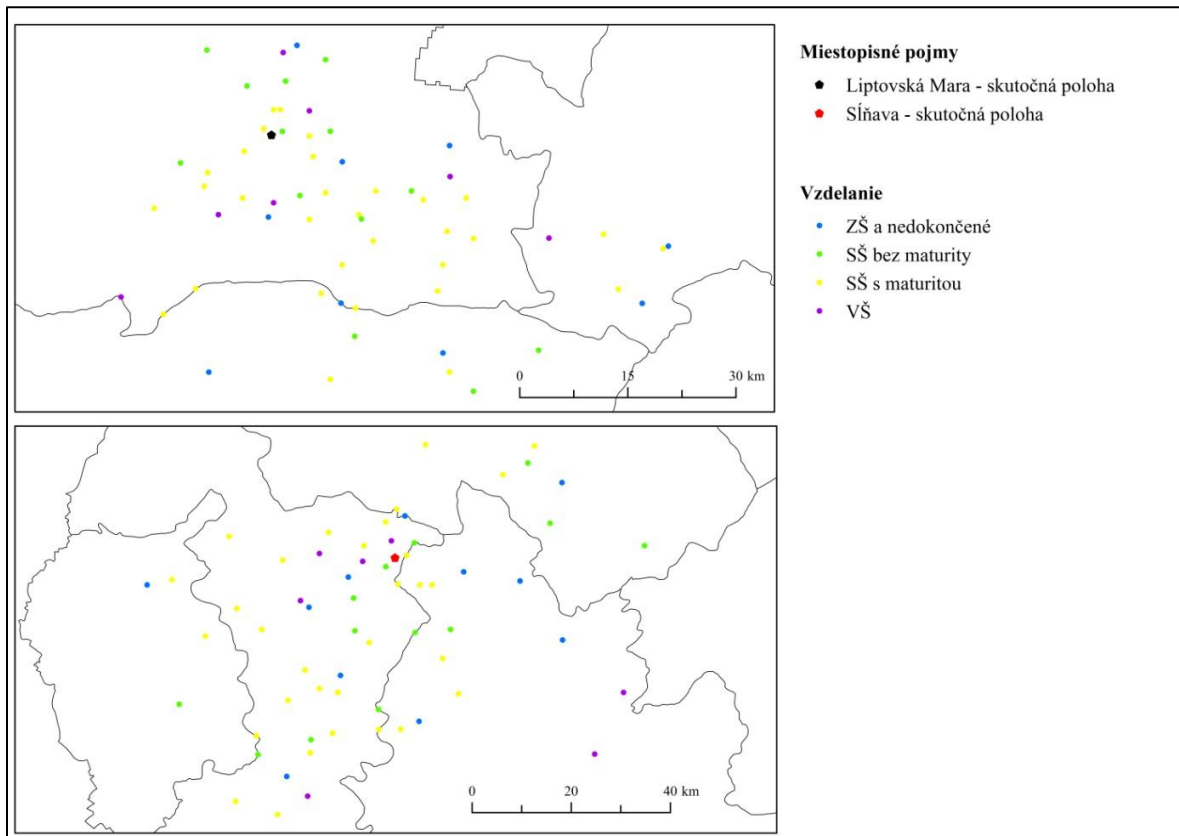 Miestopisné pojmy
Liptovská Mara - skutočná poloha
Sĺňava - skutočná poloha
Vzdelanie
ZŠ a nedokončené
SŠ bez maturity
SŠ s maturitou
VŠ
0 15 30 km
0 20 40 km